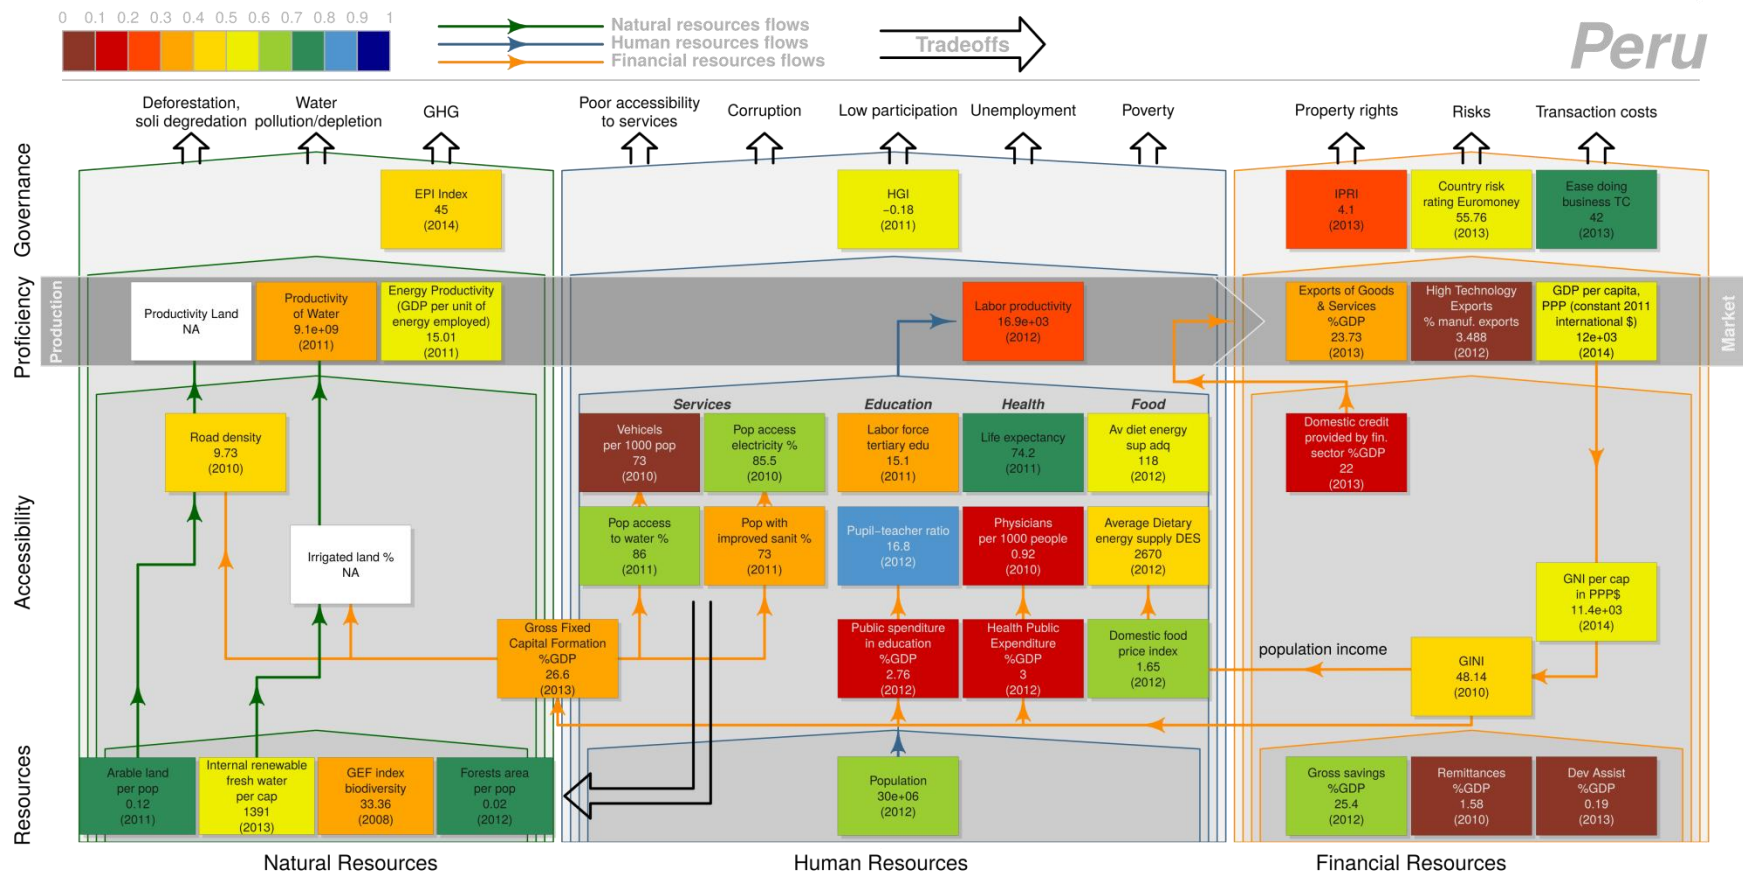 0 0.1 0.2 0.3 0.4 0.5 0.6 0.7 0.8 0.9 1
Natural resources flows
Human resources flows
Financial resources flows
Tradeoffs
Peru
Deforestation,
soli degredation
Water
pollution/depletion
GHG
Poor accessibility
to services
Corruption
Low participation
Unemployment
Poverty
Property rights
Risks
Transaction costs
Governance
EPI Index
45
(2014)
HGI
−0.18
(2011)
IPRI
4.1
(2013)
Country risk
rating Euromoney
55.76
(2013)
Ease doing
business TC
42
(2013)
Proficiency
Production
Productivity Land
NA
Productivity
of Water
9.1e+09
(2011)
Energy Productivity
(GDP per unit of
energy employed)
15.01
(2011)
Labor productivity
16.9e+03
(2012)
Exports of Goods
& Services
%GDP
23.73
(2013)
High Technology
Exports
% manuf. exports
3.488
(2012)
GDP per capita,
PPP (constant 2011
international $)
12e+03
(2014)
Market
Accessibility
Services
Education
Health
Food
Road density
9.73
(2010)
Vehicels
per 1000 pop
73
(2010)
Pop access
electricity %
85.5
(2010)
Labor force
tertiary edu
15.1
(2011)
Life expectancy
74.2
(2011)
Av diet energy
sup adq
118
(2012)
Domestic credit
provided by fin.
sector %GDP
22
(2013)
Irrigated land %
NA
Pop access
to water %
86
(2011)
Pop with
improved sanit %
73
(2011)
Pupil−teacher ratio
16.8
(2012)
Physicians
per 1000 people
0.92
(2010)
Average Dietary
energy supply DES
2670
(2012)
GNI per cap
in PPP$
11.4e+03
(2014)
Gross Fixed
Capital Formation
%GDP
26.6
(2013)
Public spenditure
in education
%GDP
2.76
(2012)
Health Public
Expenditure
%GDP
3
(2012)
Domestic food
price index
1.65
(2012)
population income
GINI
48.14
(2010)
Resources
Arable land
per pop
0.12
(2011)
Internal renewable
fresh water
per cap
1391
(2013)
GEF index
biodiversity
33.36
(2008)
Forests area
per pop
0.02
(2012)
Population
30e+06
(2012)
Gross savings
%GDP
25.4
(2012)
Remittances
%GDP
1.58
(2010)
Dev Assist
%GDP
0.19
(2013)
Natural Resources
Human Resources
Financial Resources